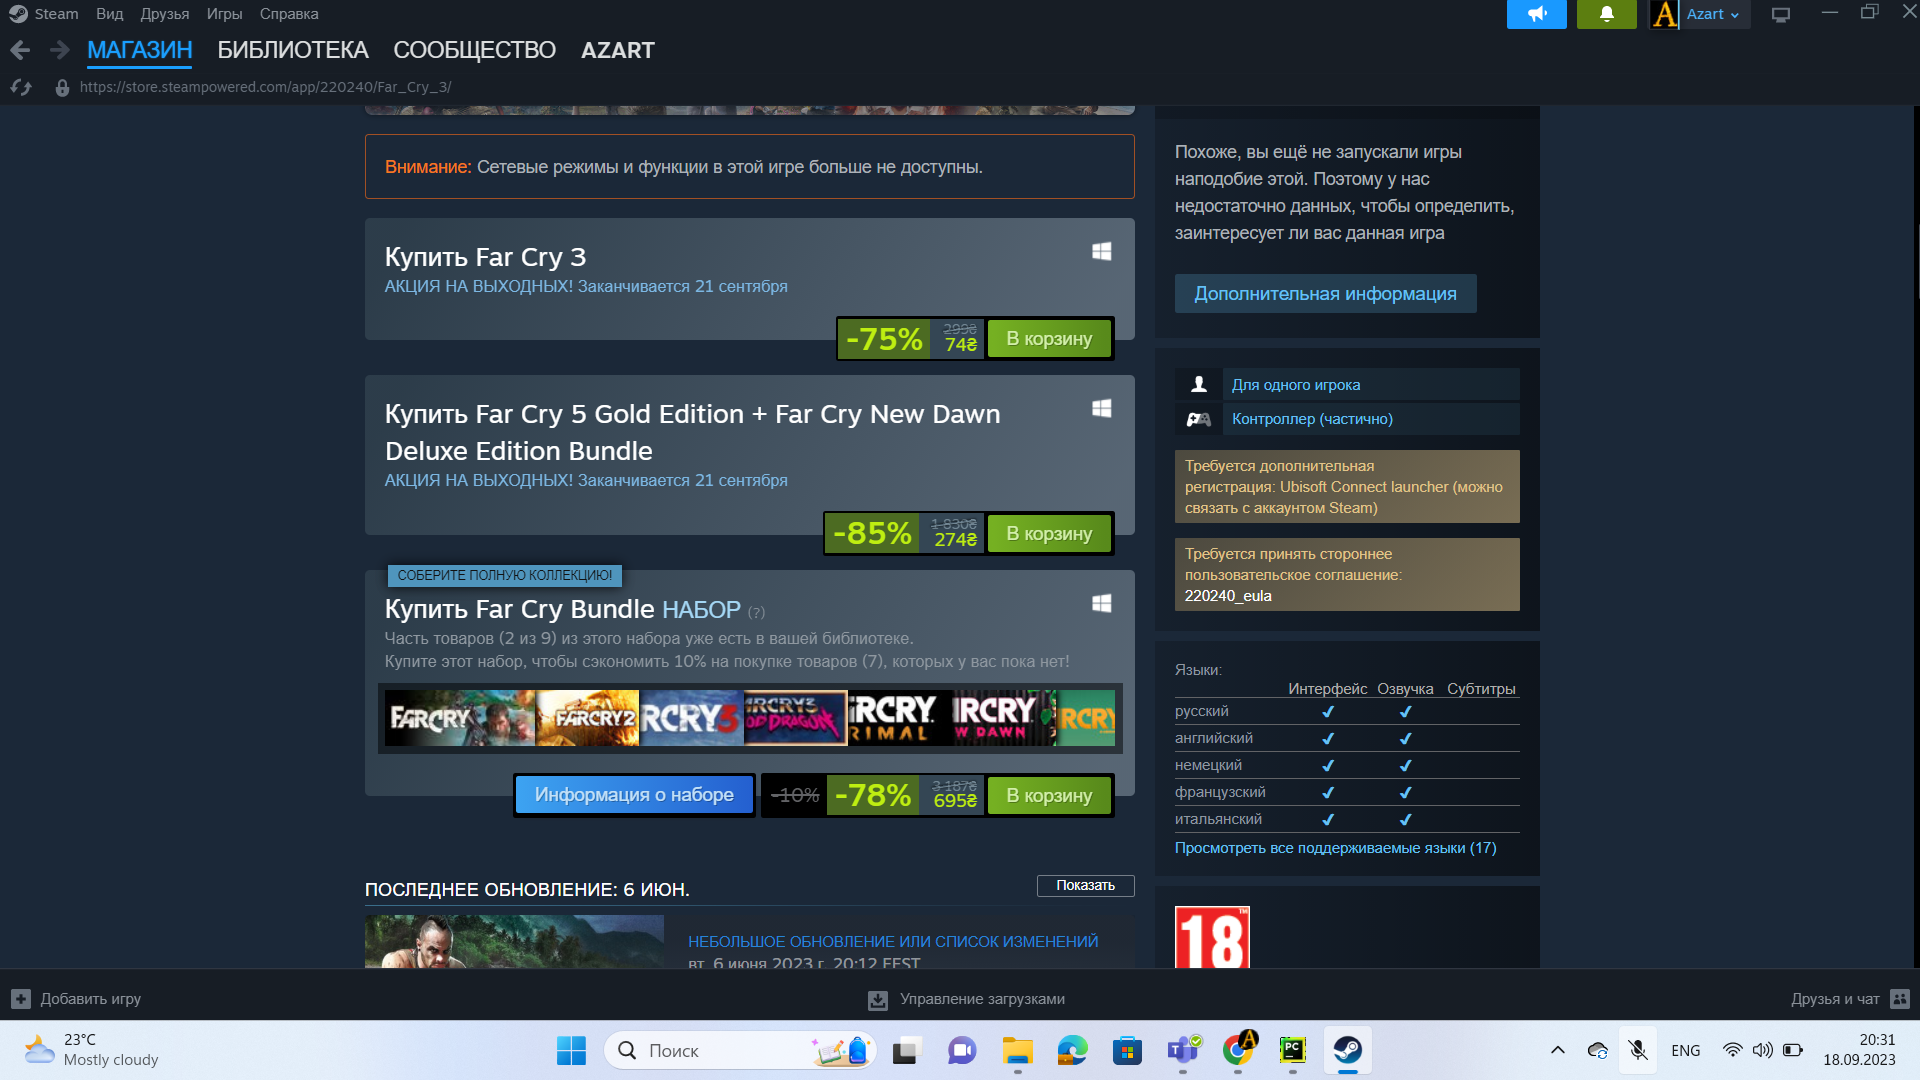 Steam Вид Друзья Игры Справка
Azart
МАГАЗИН БИБЛИОТЕКА СООБЩЕСТВО AZART
https://store.steampowered.com/app/220240/Far_Cry_3/
Внимание: Сетевые режимы и функции в этой игре больше не доступны.
Купить Far Cry 3
АКЦИЯ НА ВЫХОДНЫХ! Заканчивается 21 сентября
-75% 299₴ 74₴ В корзину
Купить Far Cry 5 Gold Edition + Far Cry New Dawn
Deluxe Edition Bundle
АКЦИЯ НА ВЫХОДНЫХ! Заканчивается 21 сентября
-85% 1 830₴ 274₴ В корзину
СОБЕРИТЕ ПОЛНУЮ КОЛЛЕКЦИЮ!
Купить Far Cry Bundle НАБОР (?)
Часть товаров (2 из 9) из этого набора уже есть в вашей библиотеке.
Купите этот набор, чтобы сэкономить 10% на покупке товаров (7), которых у вас пока нет!
FARCRY FARCRY2 RCRY3 RCRY3 OD DRAGON RCRY. RIMAL IRCRY. W DAWN RCRY
Информация о наборе -10% -78% 3 187₴ 695₴ В корзину
ПОСЛЕДНЕЕ ОБНОВЛЕНИЕ: 6 ИЮН. Показать
НЕБОЛЬШОЕ ОБНОВЛЕНИЕ ИЛИ СПИСОК ИЗМЕНЕНИЙ
вт, 6 июня 2023 г. 20:12 EEST
Похоже, вы ещё не запускали игры
наподобие этой. Поэтому у нас
недостаточно данных, чтобы определить,
заинтересует ли вас данная игра
Дополнительная информация
Для одного игрока
Контроллер (частично)
Требуется дополнительная
регистрация: Ubisoft Connect launcher (можно
связать с аккаунтом Steam)
Требуется принять стороннее
пользовательское соглашение:
220240_eula
Языки:
Интерфейс Озвучка Субтитры
русский ✔ ✔
английский ✔ ✔
немецкий ✔ ✔
французский ✔ ✔
итальянский ✔ ✔
Просмотреть все поддерживаемые языки (17)
18
Добавить игру Управление загрузками Друзья и чат
23°C
Mostly cloudy
Поиск
PC
ENG
20:31
18.09.2023